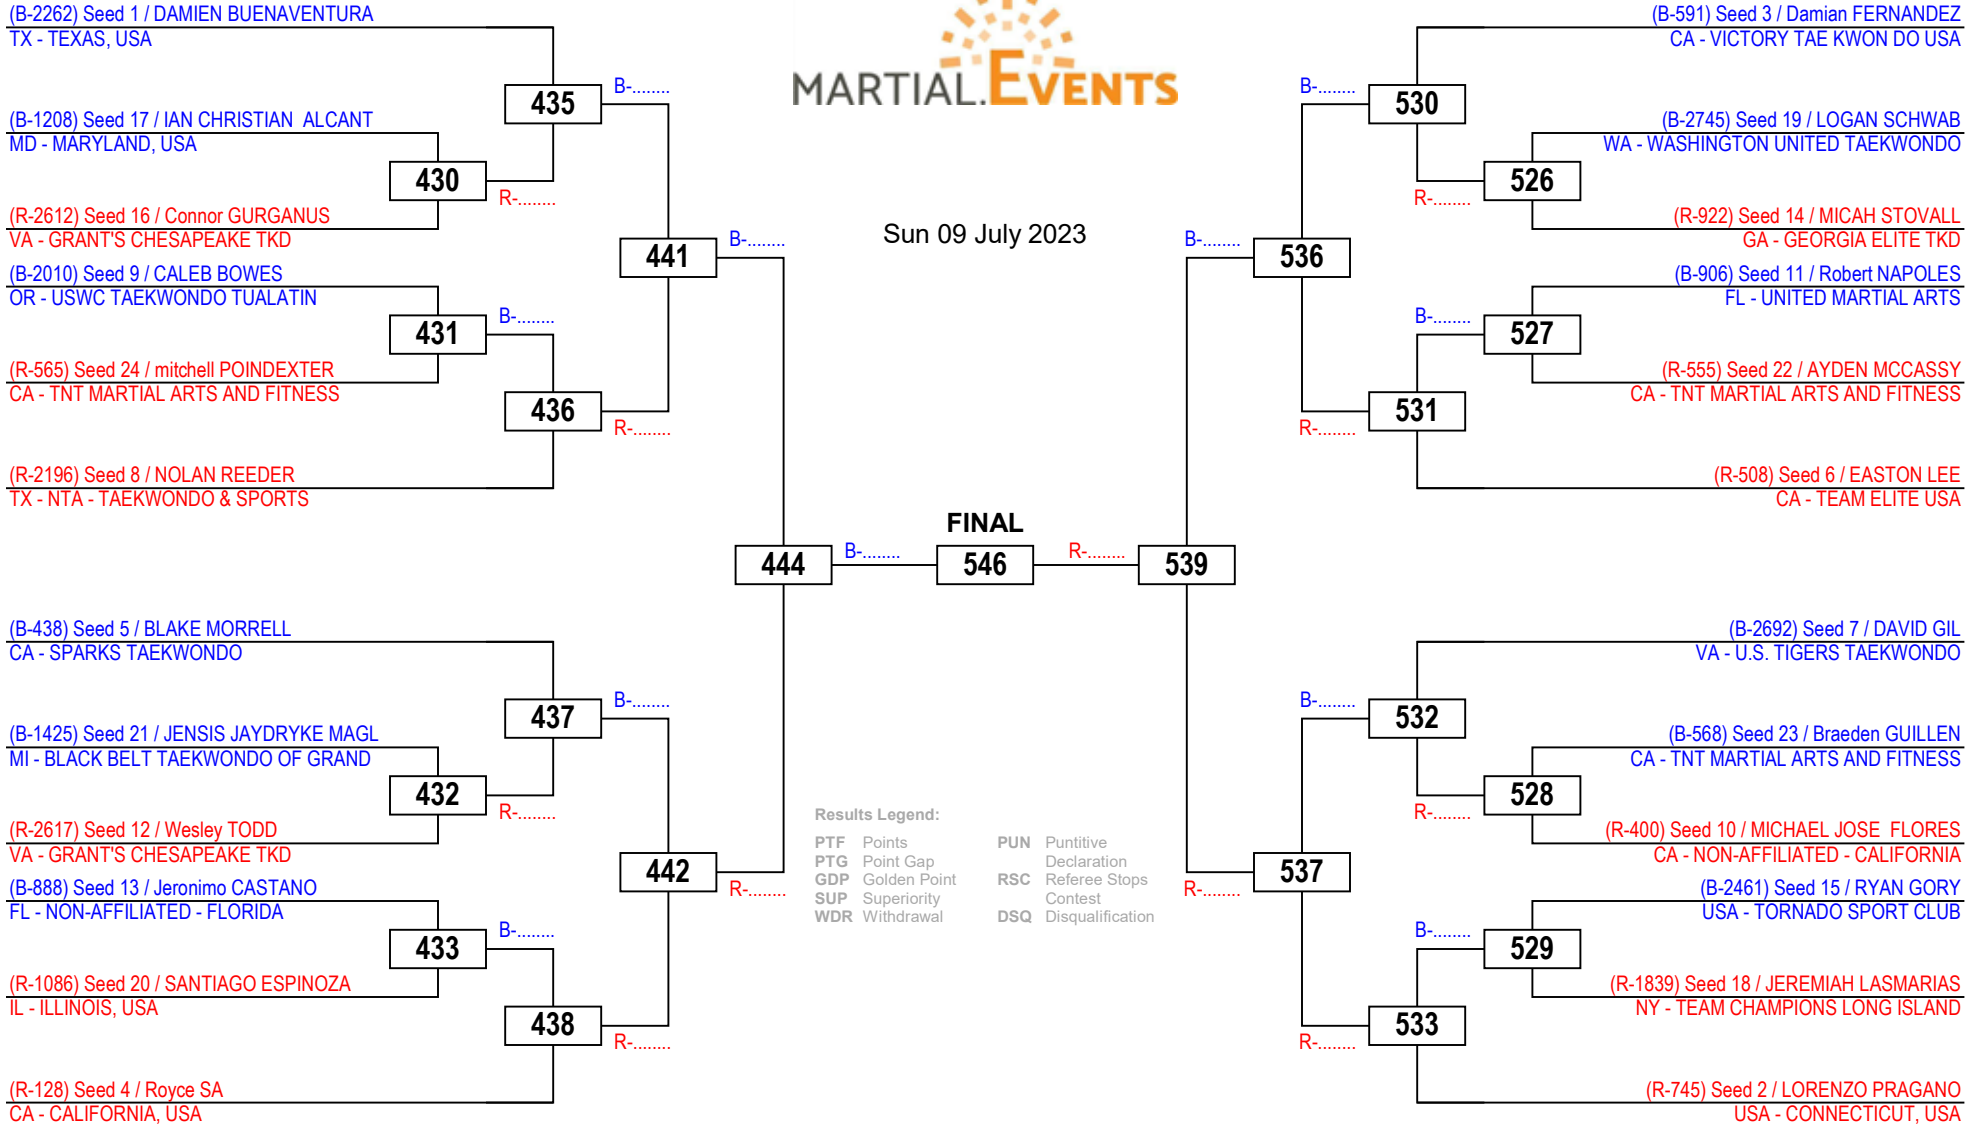 (B-2262) Seed 1 / DAMIEN BUENAVENTURA
TX - TEXAS, USA
435
B-........
(B-1208) Seed 17 / IAN CHRISTIAN  ALCANT
MD - MARYLAND, USA
430
R-........
(R-2612) Seed 16 / Connor GURGANUS
VA - GRANT'S CHESAPEAKE TKD
441
B-........
(B-2010) Seed 9 / CALEB BOWES
OR - USWC TAEKWONDO TUALATIN
431
B-........
(R-565) Seed 24 / mitchell POINDEXTER
CA - TNT MARTIAL ARTS AND FITNESS
436
R-........
(R-2196) Seed 8 / NOLAN REEDER
TX - NTA - TAEKWONDO & SPORTS
444
B-........
(B-438) Seed 5 / BLAKE MORRELL
CA - SPARKS TAEKWONDO
437
B-........
(B-1425) Seed 21 / JENSIS JAYDRYKE MAGL
MI - BLACK BELT TAEKWONDO OF GRAND
432
R-........
(R-2617) Seed 12 / Wesley TODD
VA - GRANT'S CHESAPEAKE TKD
442
R-........
(B-888) Seed 13 / Jeronimo CASTANO
FL - NON-AFFILIATED - FLORIDA
433
B-........
(R-1086) Seed 20 / SANTIAGO ESPINOZA
IL - ILLINOIS, USA
438
R-........
(R-128) Seed 4 / Royce SA
CA - CALIFORNIA, USA
MARTIAL.EVENTS
Sun 09 July 2023
FINAL
546
Results Legend:
PTF Points
PTG Point Gap
GDP Golden Point
SUP Superiority
WDR Withdrawal
PUN Puntitive
Declaration
RSC Referee Stops
Contest
DSQ Disqualification
(B-591) Seed 3 / Damian FERNANDEZ
CA - VICTORY TAE KWON DO USA
B-........
530
(B-2745) Seed 19 / LOGAN SCHWAB
WA - WASHINGTON UNITED TAEKWONDO
526
R-........
(R-922) Seed 14 / MICAH STOVALL
GA - GEORGIA ELITE TKD
B-........
536
(B-906) Seed 11 / Robert NAPOLES
FL - UNITED MARTIAL ARTS
B-........
527
(R-555) Seed 22 / AYDEN MCCASSY
CA - TNT MARTIAL ARTS AND FITNESS
531
R-........
(R-508) Seed 6 / EASTON LEE
CA - TEAM ELITE USA
R-........
539
(B-2692) Seed 7 / DAVID GIL
VA - U.S. TIGERS TAEKWONDO
B-........
532
(B-568) Seed 23 / Braeden GUILLEN
CA - TNT MARTIAL ARTS AND FITNESS
528
R-........
(R-400) Seed 10 / MICHAEL JOSE  FLORES
CA - NON-AFFILIATED - CALIFORNIA
537
R-........
(B-2461) Seed 15 / RYAN GORY
USA - TORNADO SPORT CLUB
B-........
529
(R-1839) Seed 18 / JEREMIAH LASMARIAS
NY - TEAM CHAMPIONS LONG ISLAND
533
R-........
(R-745) Seed 2 / LORENZO PRAGANO
USA - CONNECTICUT, USA